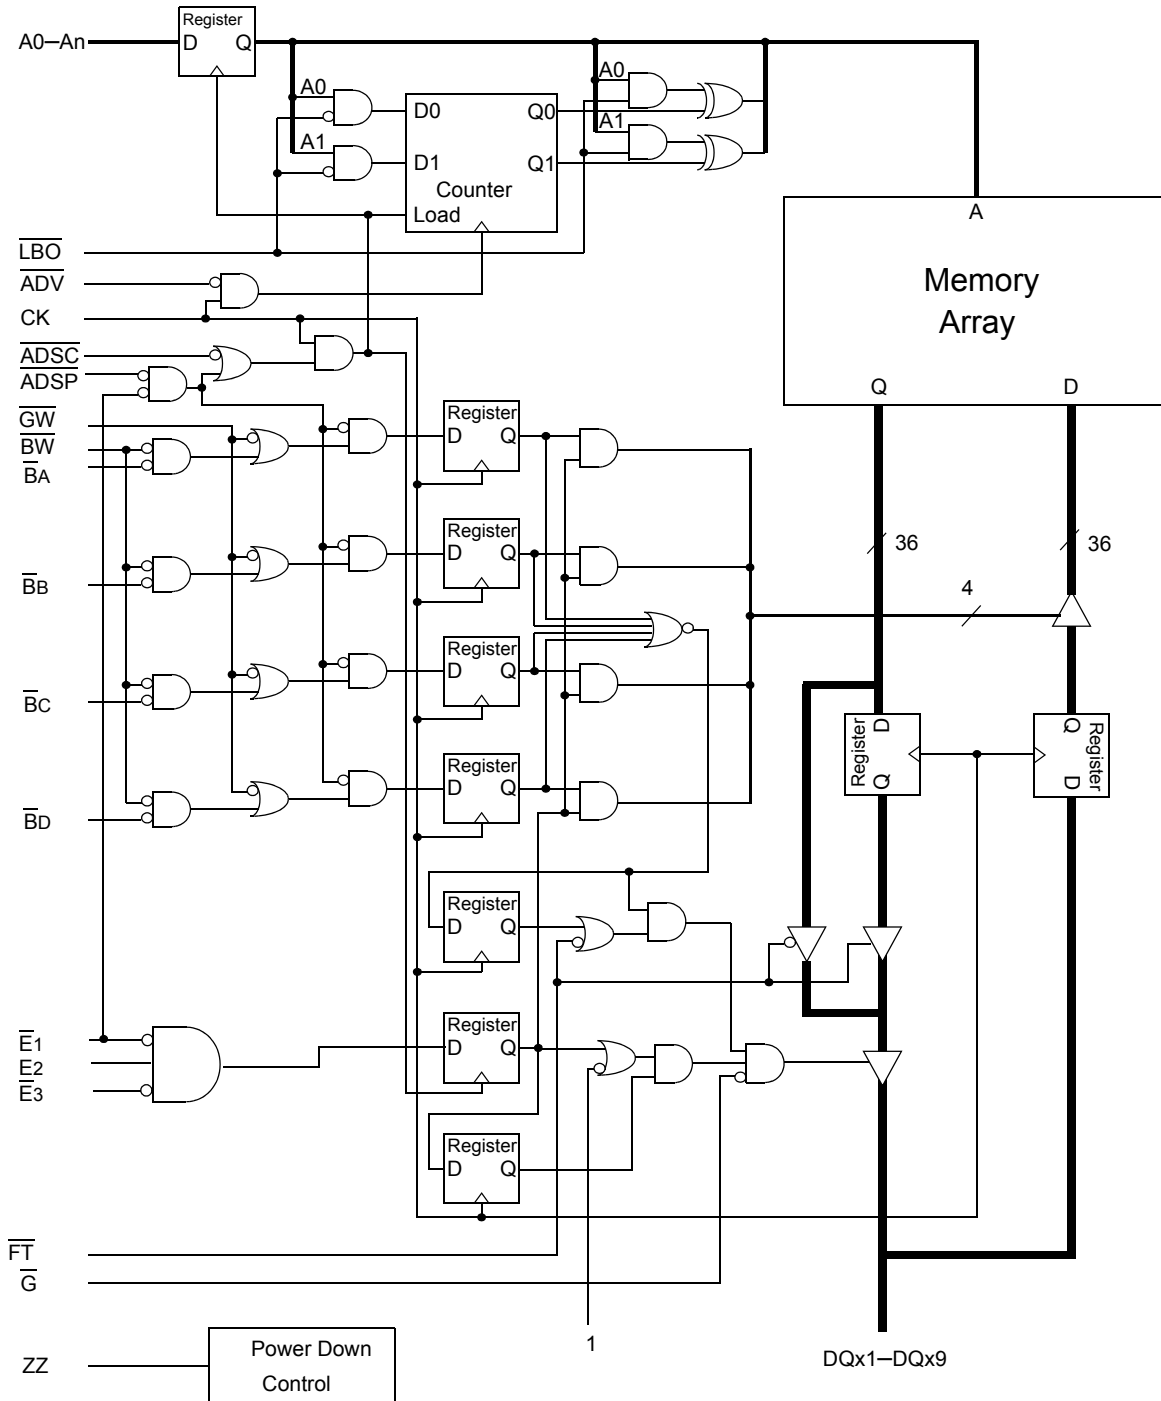 Register
A0–An
D Q
A0
A0
D0
Q0
A1
A1
D1
Q1
Counter
Load
A
LBO
ADV
Memory
Array
CK
ADSC
ADSP
Q
D
GW
Register
BW
D Q
BA
Register
36
36
D Q
BB
4
Register
D Q
BC
Register
D
Q
Q
D
Register
Register
D Q
BD
Register
D Q
Register
E1
D Q
E2
E3
Register
D Q
FT
G
1
Power Down
Control
ZZ
DQx1–DQx9